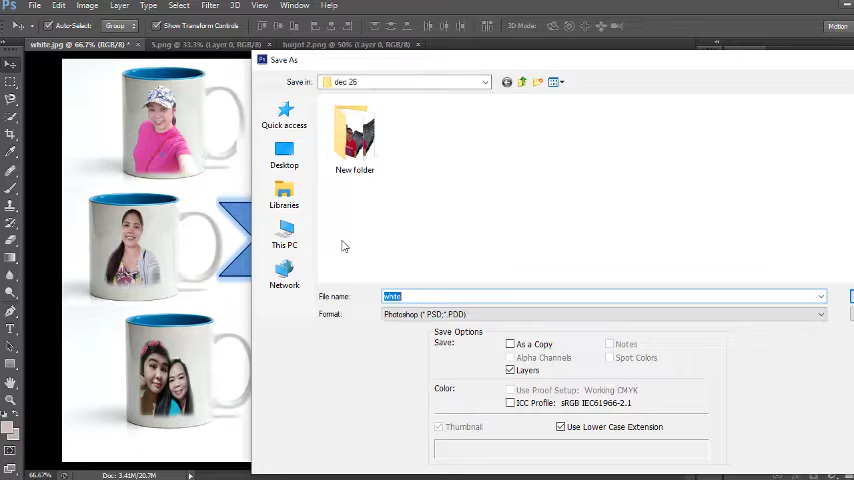 Ps File Edit Image Layer Type Select Filter 3D View Window Help
Auto-Select: Group Show Transform Controls 3D Mode: Motion
white.jpg @ 66.7% (RGB/8) * × 5.png @ 33.3% (Layer 0, RGB/8) × hugot 2.png @ 50% (Layer 0, RGB/8) ×
Ps Save As
Save in: dec 26
Quick access
Desktop
New folder
Libraries
This PC
Network
File name: white
Format: Photoshop (*.PSD;*.PDD)
Save Options
Save: As a Copy Notes
Alpha Channels Spot Colors
Layers
Color: Use Proof Setup: Working CMYK
ICC Profile: sRGB IEC61966-2.1
Thumbnail Use Lower Case Extension
66.67% Doc: 3.41M/20.7M